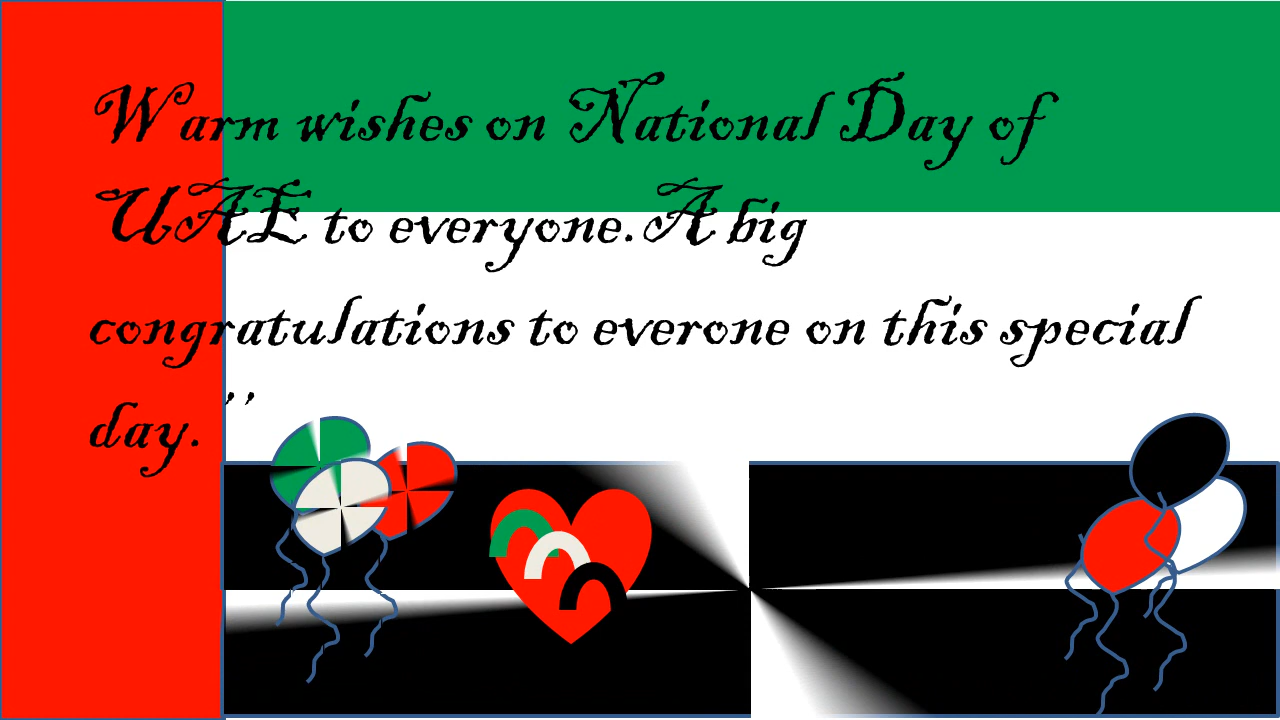 Warm wishes on National Day of
UAE to everyone. A big
congratulations to everone on this special
day.’’